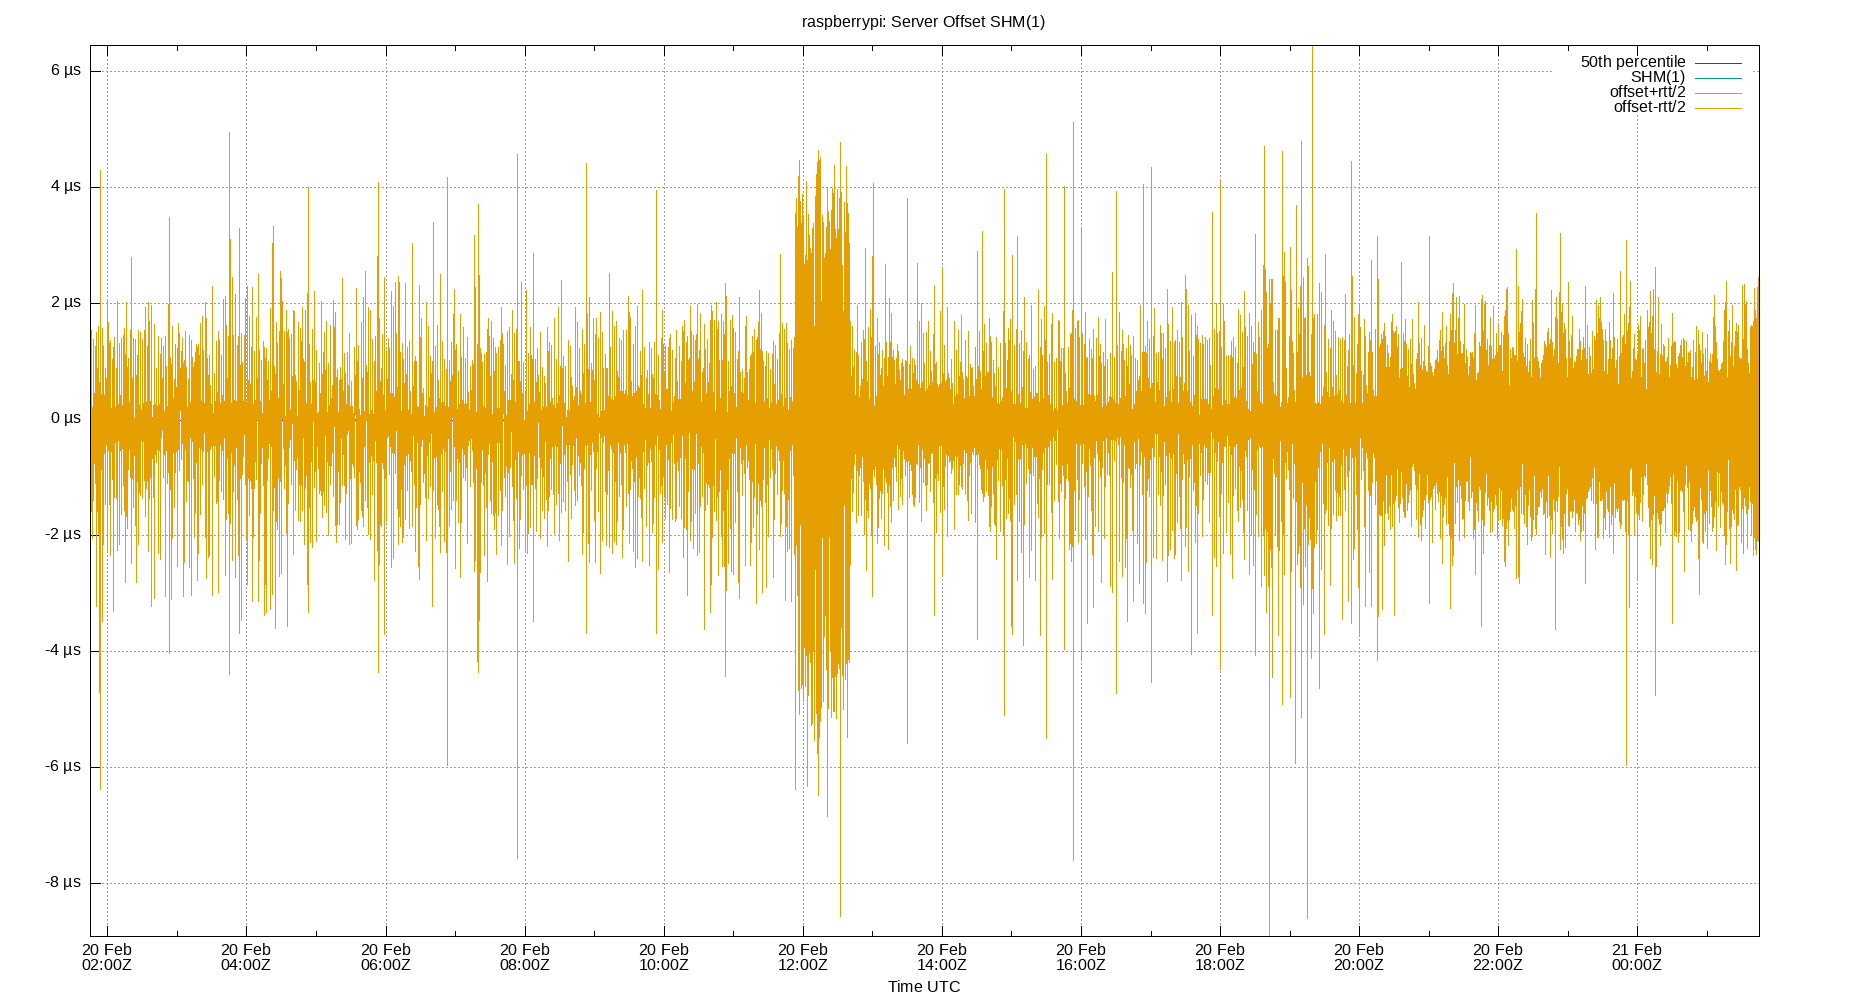 raspberrypi: Server Offset SHM(1)
6 µs
4 µs
2 µs
0 µs
-2 µs
-4 µs
-6 µs
-8 µs
50th percentile
SHM(1)
offset+rtt/2
offset-rtt/2
20 Feb 20 Feb 20 Feb 20 Feb 20 Feb 20 Feb 20 Feb 20 Feb 20 Feb 20 Feb 20 Feb 21 Feb
02:00Z 04:00Z 06:00Z 08:00Z 10:00Z 12:00Z 14:00Z 16:00Z 18:00Z 20:00Z 22:00Z 00:00Z
Time UTC